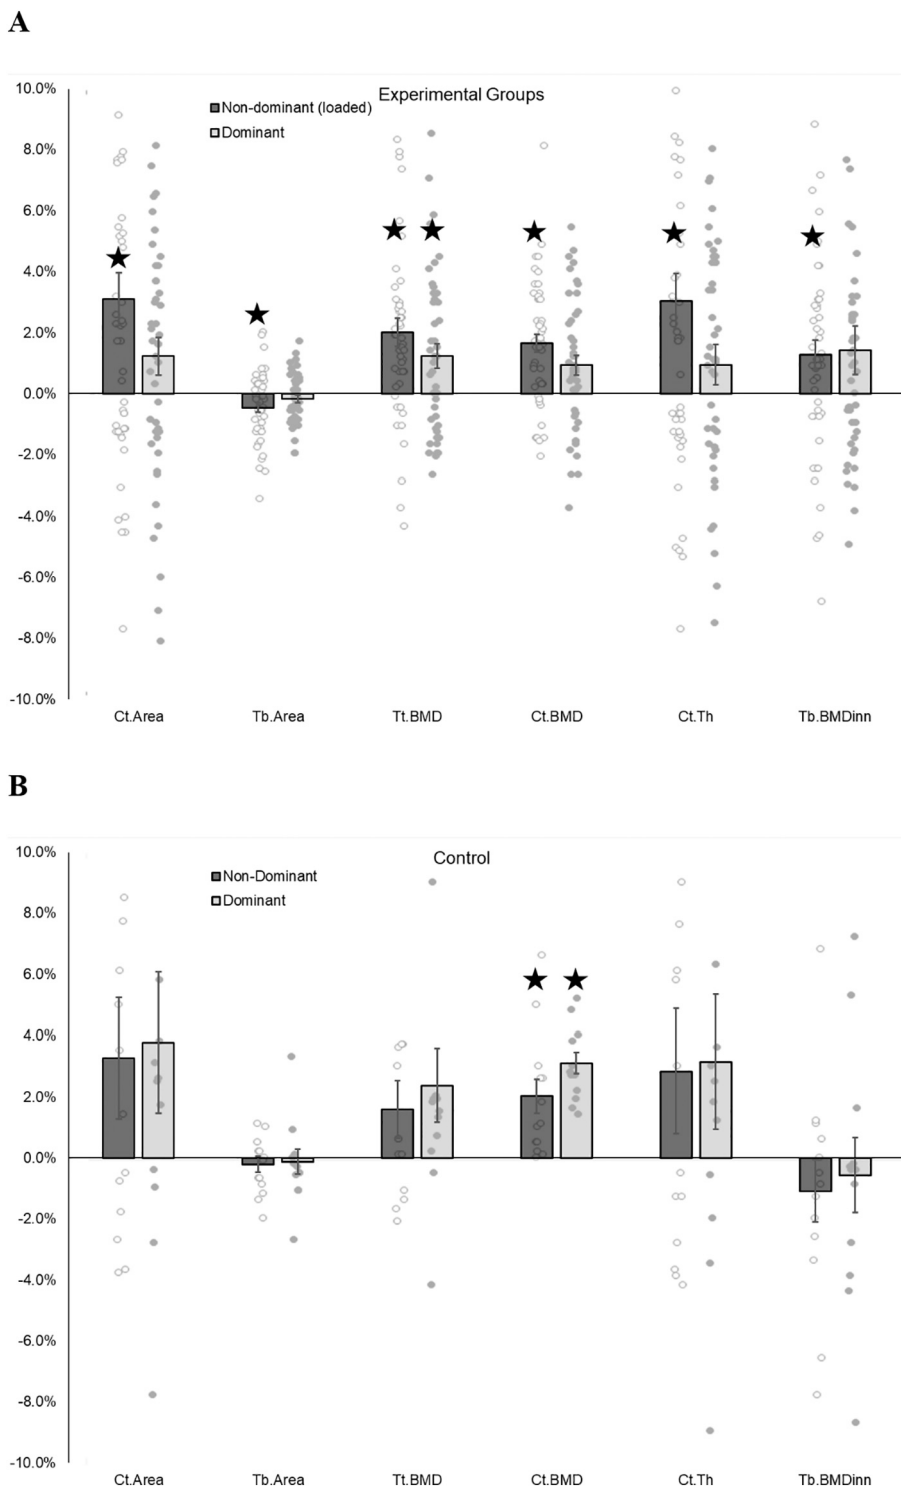 A
10.0%
Experimental Groups
Non-dominant (loaded)
Dominant
8.0%
6.0%
4.0%
2.0%
0.0%
-2.0%
-4.0%
-6.0%
-8.0%
-10.0%
Ct.Area Tb.Area Tt.BMD Ct.BMD Ct.Th Tb.BMDinn
B
10.0%
Control
Non-Dominant
Dominant
8.0%
6.0%
4.0%
2.0%
0.0%
-2.0%
-4.0%
-6.0%
-8.0%
-10.0%
Ct.Area Tb.Area Tt.BMD Ct.BMD Ct.Th Tb.BMDinn